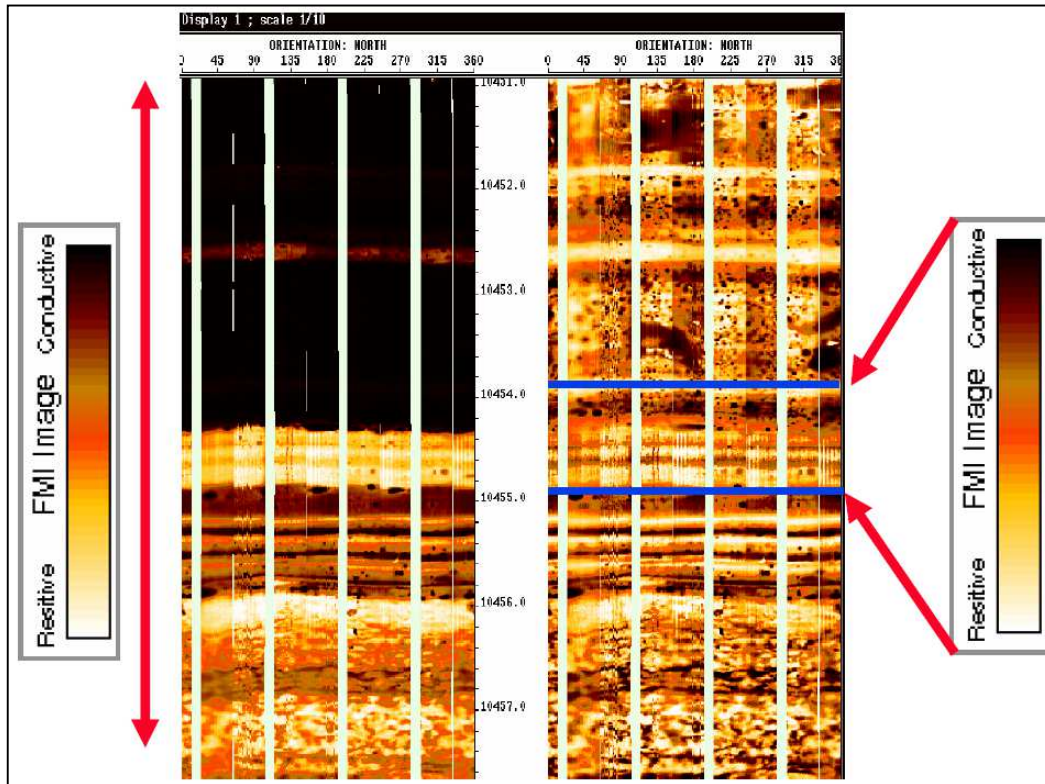 Display 1 ; scale 1/10
ORIENTATION: NORTH
0 45 90 135 180 225 270 315 360
ORIENTATION: NORTH
0 45 90 135 180 225 270 315 36
10451.0
10452.0
10453.0
10454.0
10455.0
10456.0
10457.0
Resitive FMI Image Conductive
Resitive FMI Image Conductive